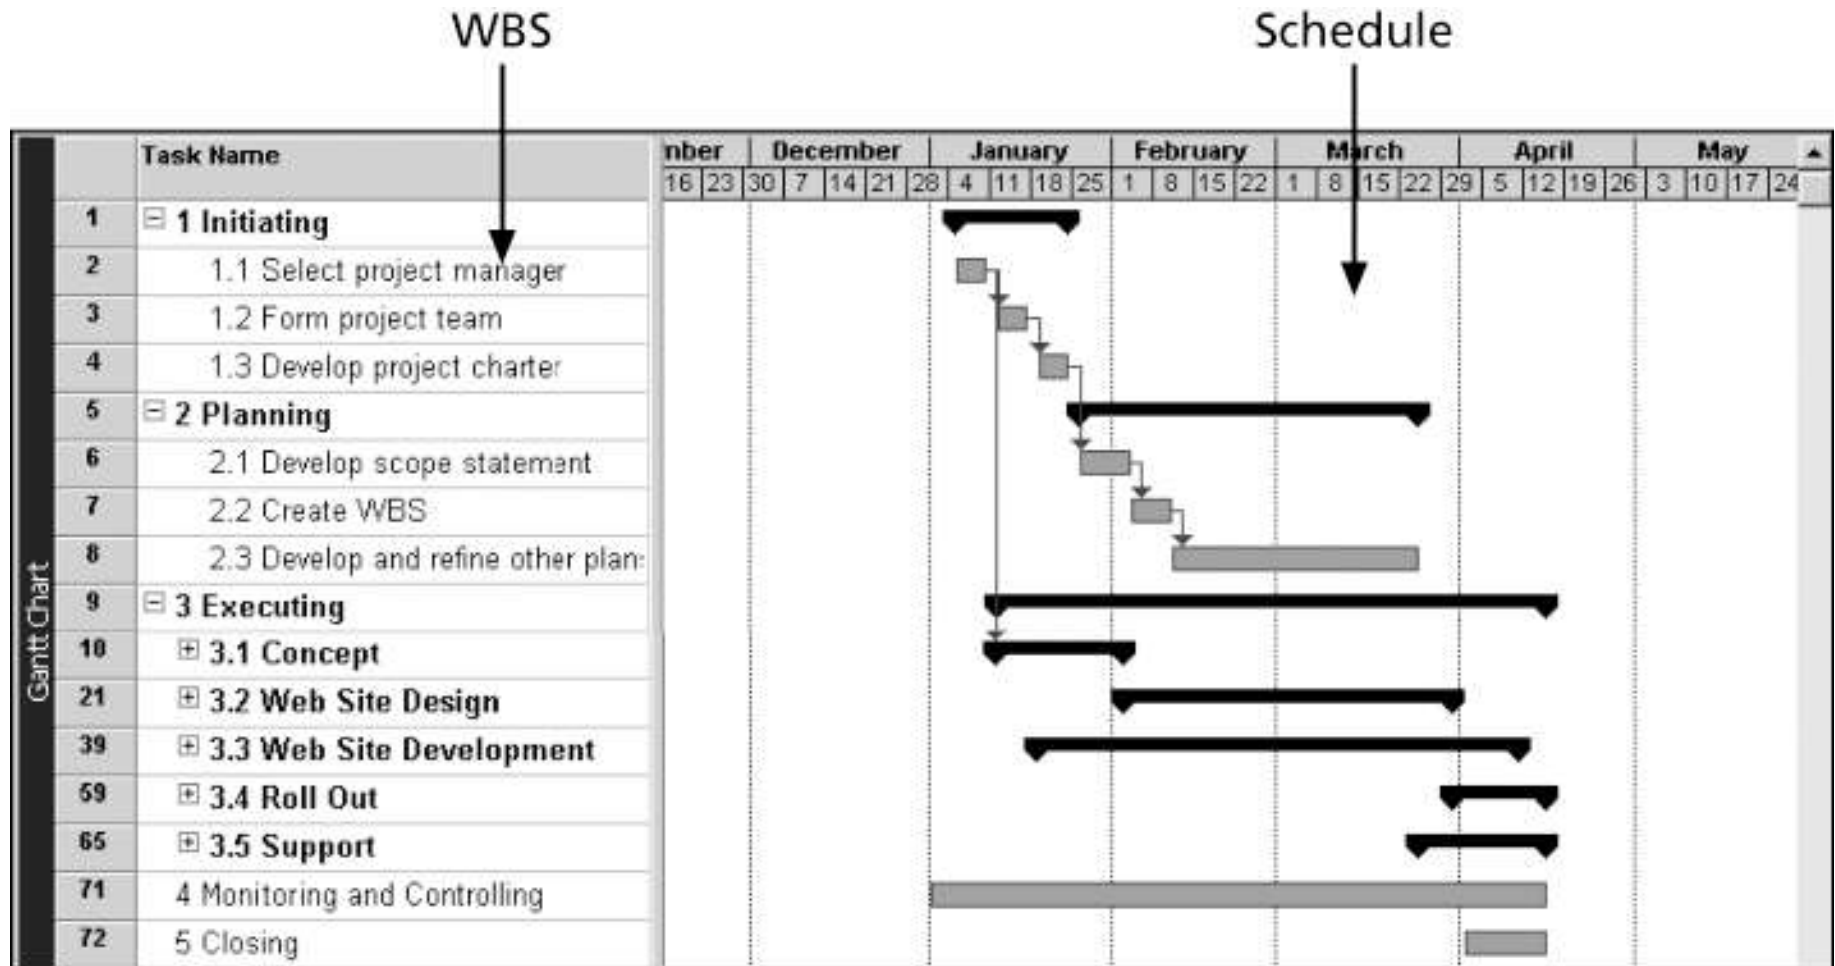 WBS Schedule
Task Name nber December January February March April May
16 23 30 7 14 21 28 4 11 18 25 1 8 15 22 1 8 15 22 29 5 12 19 26 3 10 17 24
1 1 Initiating
2 1.1 Select project manager
3 1.2 Form project team
4 1.3 Develop project charter
5 2 Planning
6 2.1 Develop scope statement
7 2.2 Create WBS
8 2.3 Develop and refine other plans
9 3 Executing
10 3.1 Concept
21 3.2 Web Site Design
39 3.3 Web Site Development
59 3.4 Roll Out
65 3.5 Support
71 4 Monitoring and Controlling
72 5 Closing
Gantt Chart